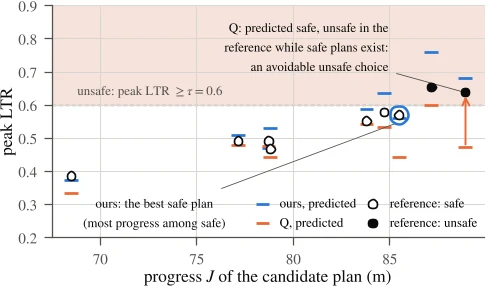 0.9
0.8
0.7
0.6
0.5
0.4
0.3
0.2
peak LTR
Q: predicted safe, unsafe in the
reference while safe plans exist:
an avoidable unsafe choice
unsafe: peak LTR ≥ τ = 0.6
ours: the best safe plan
(most progress among safe)
ours, predicted
Q, predicted
reference: safe
reference: unsafe
70 75 80 85
progress J of the candidate plan (m)